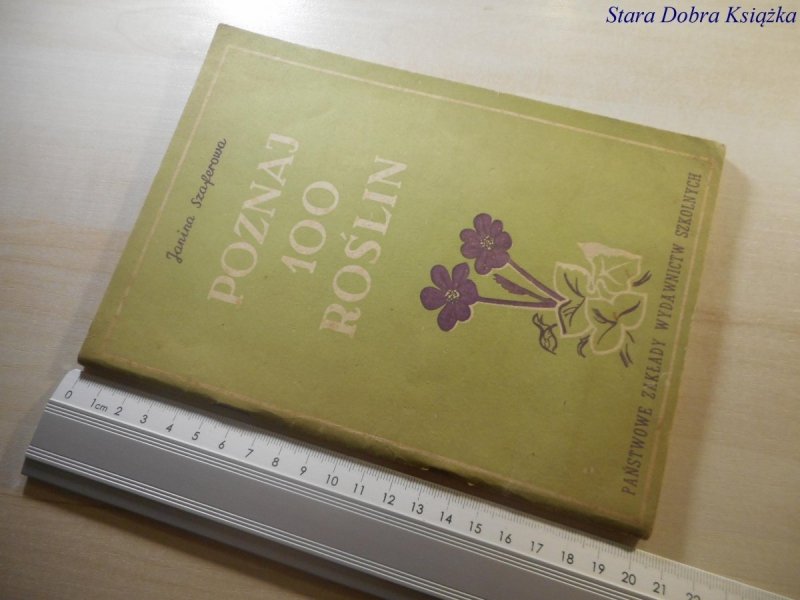 Stara Dobra Książka
Janina Szaferowa
POZNAJ
100
ROŚLIN
PAŃSTWOWE ZAKŁADY WYDAWNICTW SZKOLNYCH
0 1cm 2 3 4 5 6 7 8 9 10 11 12 13 14 15 16 17 18 19 20 21 22